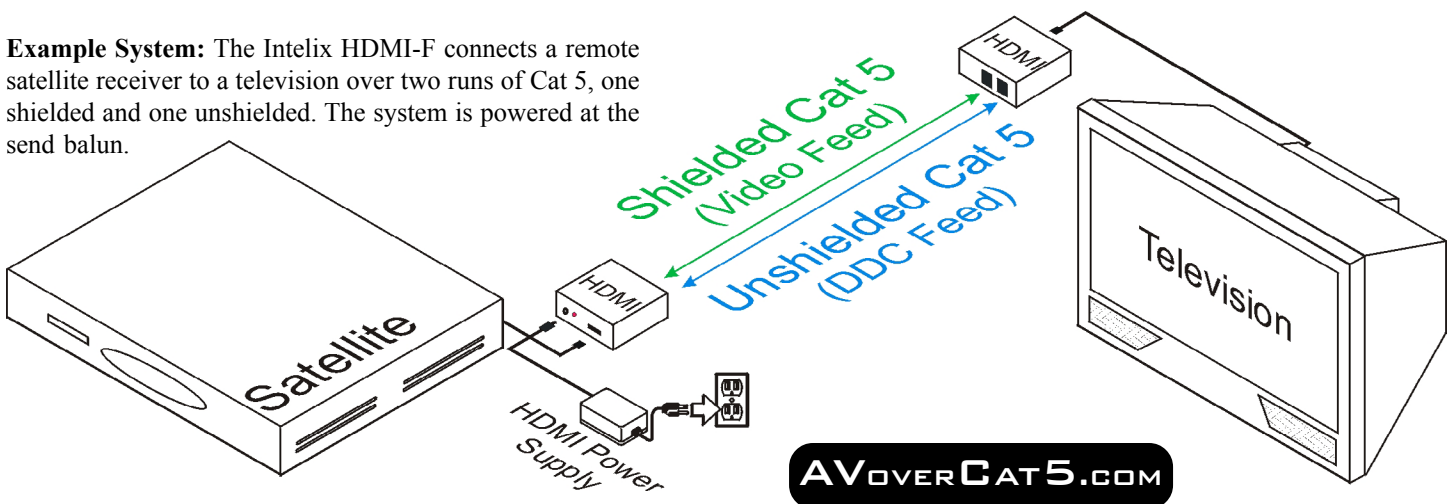 Example System: The Intelix HDMI-F connects a remote
satellite receiver to a television over two runs of Cat 5, one
shielded and one unshielded. The system is powered at the
send balun.
HDMI
Shielded Cat 5
(Video Feed)
Unshielded Cat 5
(DDC Feed)
HDMI
Television
Satellite
HDMI Power
Supply
AVOVERCAT5.COM